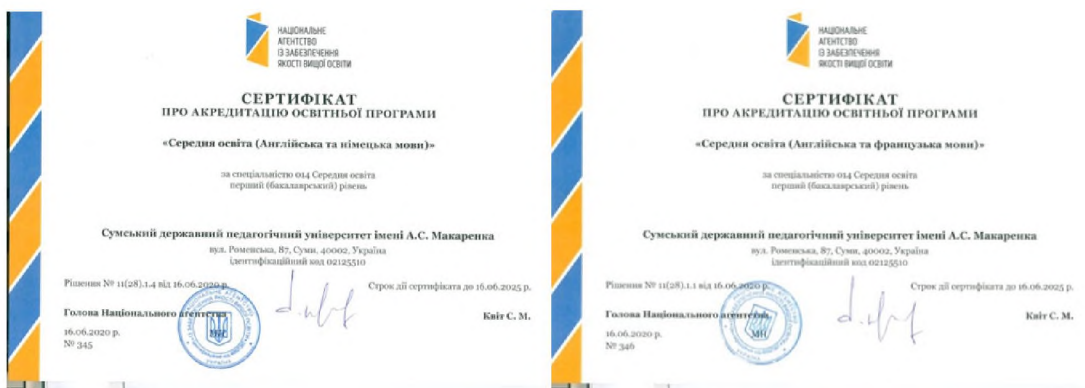 НАЦІОНАЛЬНЕ
АГЕНТСТВО
ІЗ ЗАБЕЗПЕЧЕННЯ
ЯКОСТІ ВИЩОЇ ОСВІТИ
СЕРТИФІКАТ
ПРО АКРЕДИТАЦІЮ ОСВІТНЬОЇ ПРОГРАМИ
«Середня освіта (Англійська та німецька мови)»
за спеціальністю 014 Середня освіта
перший (бакалаврський) рівень
Сумський державний педагогічний університет імені А.С. Макаренка
вул. Роменська, 87, Суми, 40002, Україна
ідентифікаційний код 02125510
Рішення № 11(28).1.4 від 16.06.2020 р.
Строк дії сертифіката до 16.06.2025 р.
Голова Національного агентства
Квіт С. М.
16.06.2020 р.
№ 345
НАЦІОНАЛЬНЕ
АГЕНТСТВО
ІЗ ЗАБЕЗПЕЧЕННЯ
ЯКОСТІ ВИЩОЇ ОСВІТИ
СЕРТИФІКАТ
ПРО АКРЕДИТАЦІЮ ОСВІТНЬОЇ ПРОГРАМИ
«Середня освіта (Англійська та французька мови)»
за спеціальністю 014 Середня освіта
перший (бакалаврський) рівень
Сумський державний педагогічний університет імені А.С. Макаренка
вул. Роменська, 87, Суми, 40002, Україна
ідентифікаційний код 02125510
Рішення № 11(28).1.1 від 16.06.2020 р.
Строк дії сертифіката до 16.06.2025 р.
Голова Національного агентства
Квіт С. М.
16.06.2020 р.
№ 346